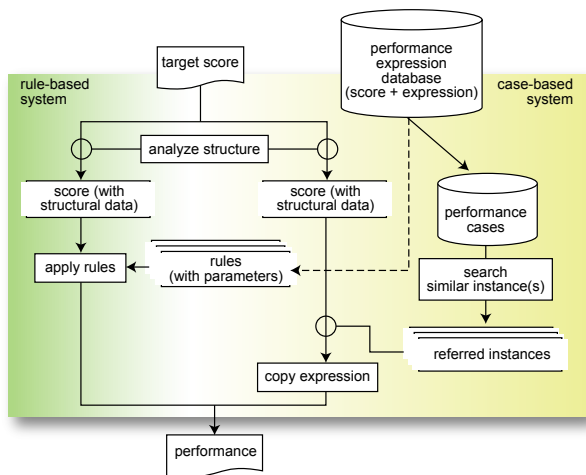 target score
performance
expression
database
(score + expression)
rule-based
system
case-based
system
analyze structure
score (with
structural data)
score (with
structural data)
performance
cases
apply rules
rules
(with parameters)
search
similar instance(s)
referred instances
copy expression
performance